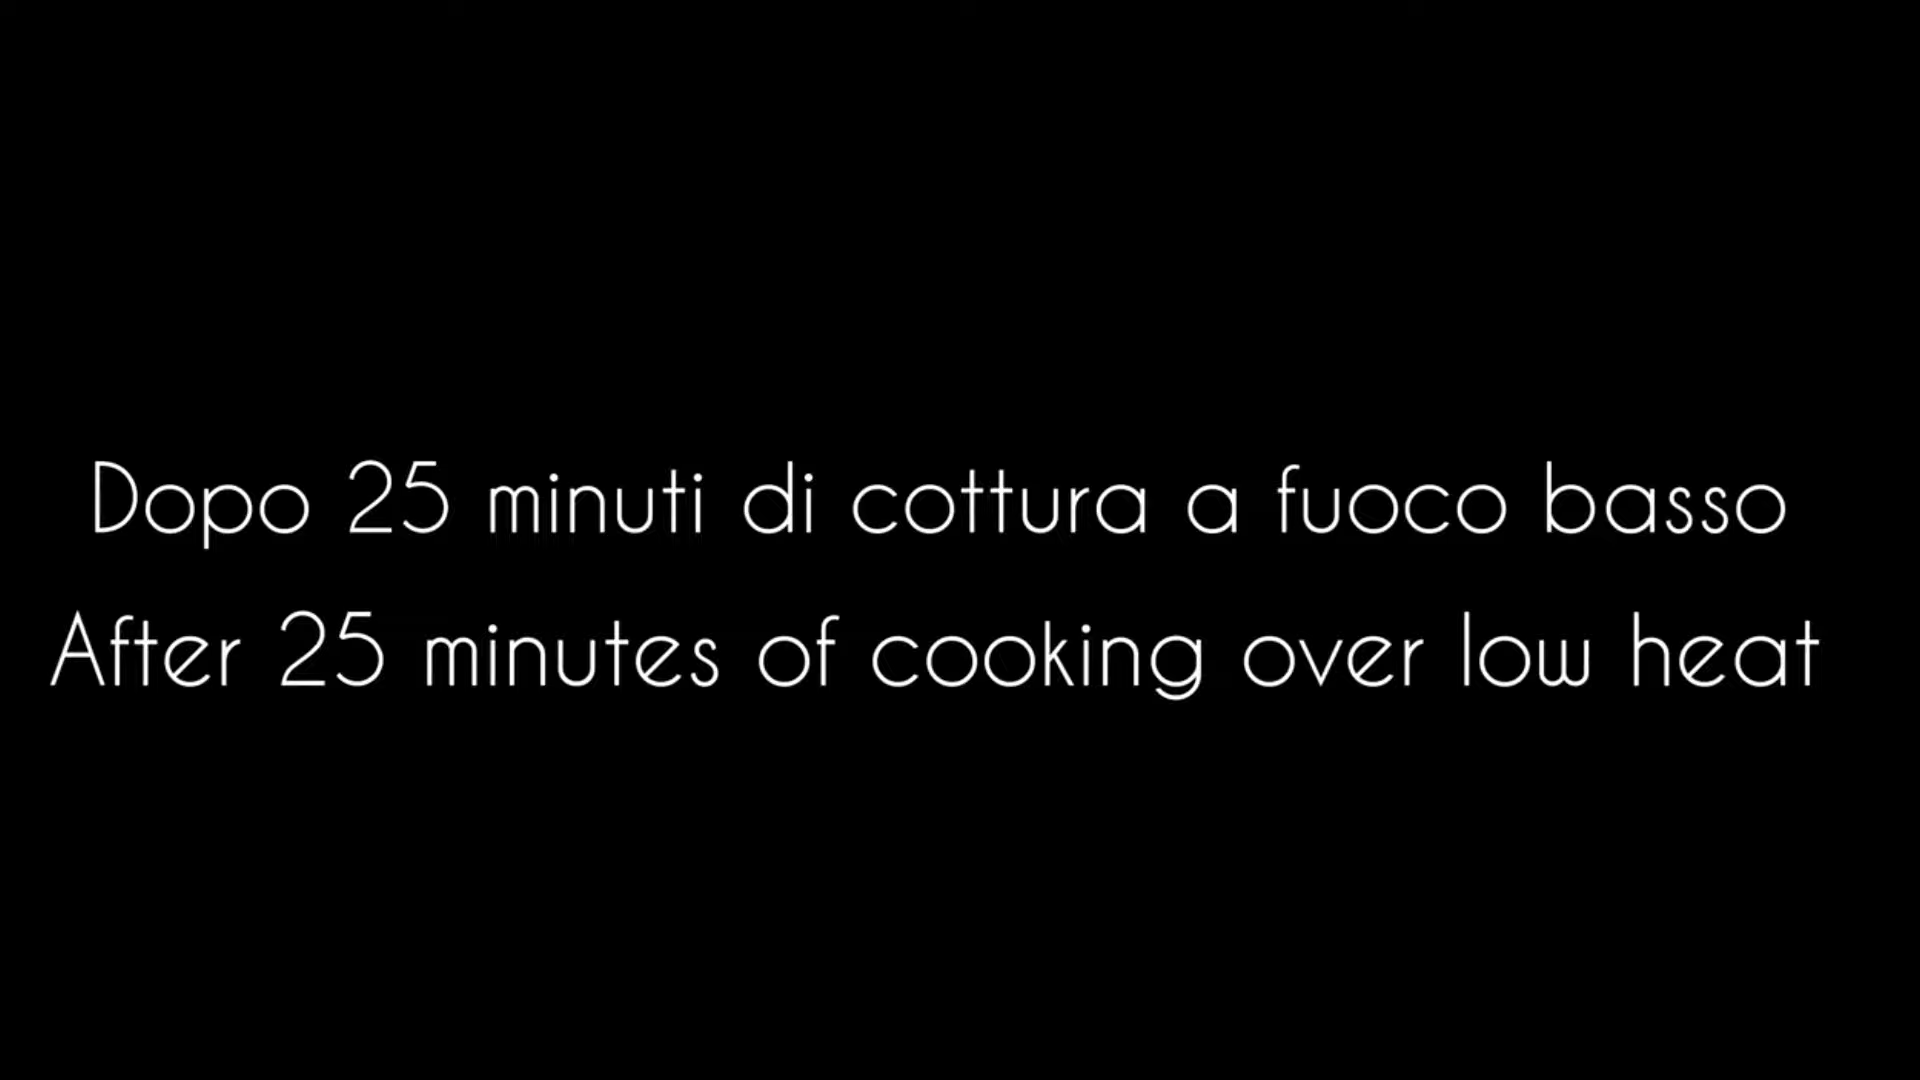 Dopo 25 minuti di cottura a fuoco basso
After 25 minutes of cooking over low heat